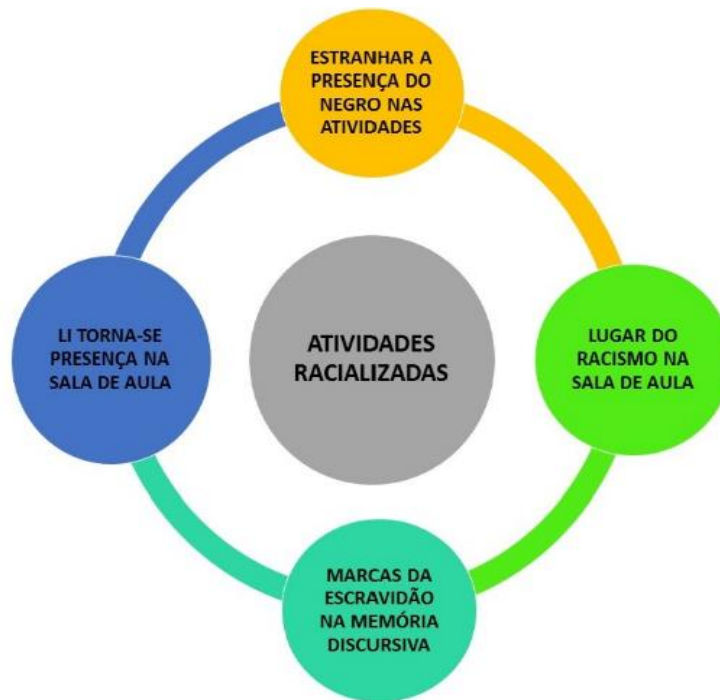 ESTRANHAR A
PRESENÇA DO
NEGRO NAS
ATIVIDADES
LI TORNA-SE
PRESENÇA NA
SALA DE AULA
ATIVIDADES
RACIALIZADAS
LUGAR DO
RACISMO NA
SALA DE AULA
MARCAS DA
ESCRAVIDÃO
NA MEMÓRIA
DISCURSIVA